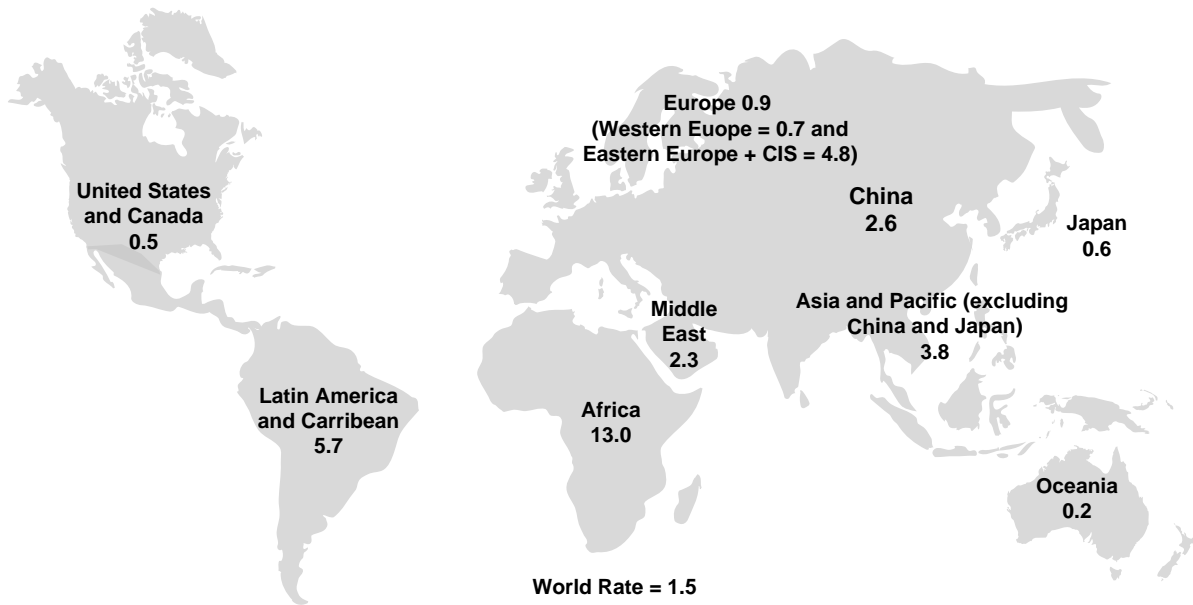 Europe 0.9
(Western Euope = 0.7 and
Eastern Europe + CIS = 4.8)
United States
and Canada
0.5
China
2.6
Japan
0.6
Asia and Pacific (excluding
China and Japan)
3.8
Middle
East
2.3
Latin America
and Carribean
5.7
Africa
13.0
Oceania
0.2
World Rate = 1.5